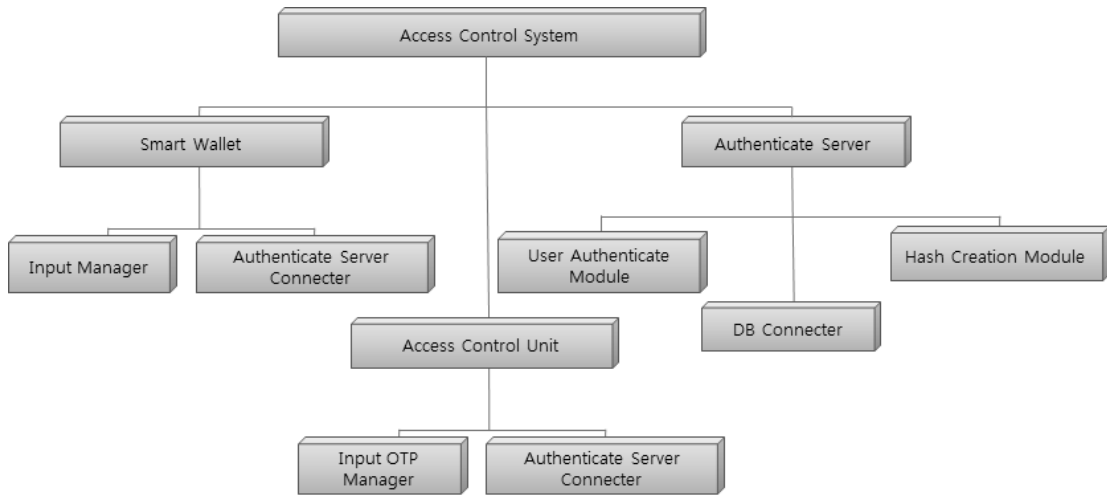 Access Control System
Smart Wallet
Authenticate Server
Input Manager
Authenticate Server
Connecter
User Authenticate
Module
Hash Creation Module
DB Connecter
Access Control Unit
Input OTP
Manager
Authenticate Server
Connecter